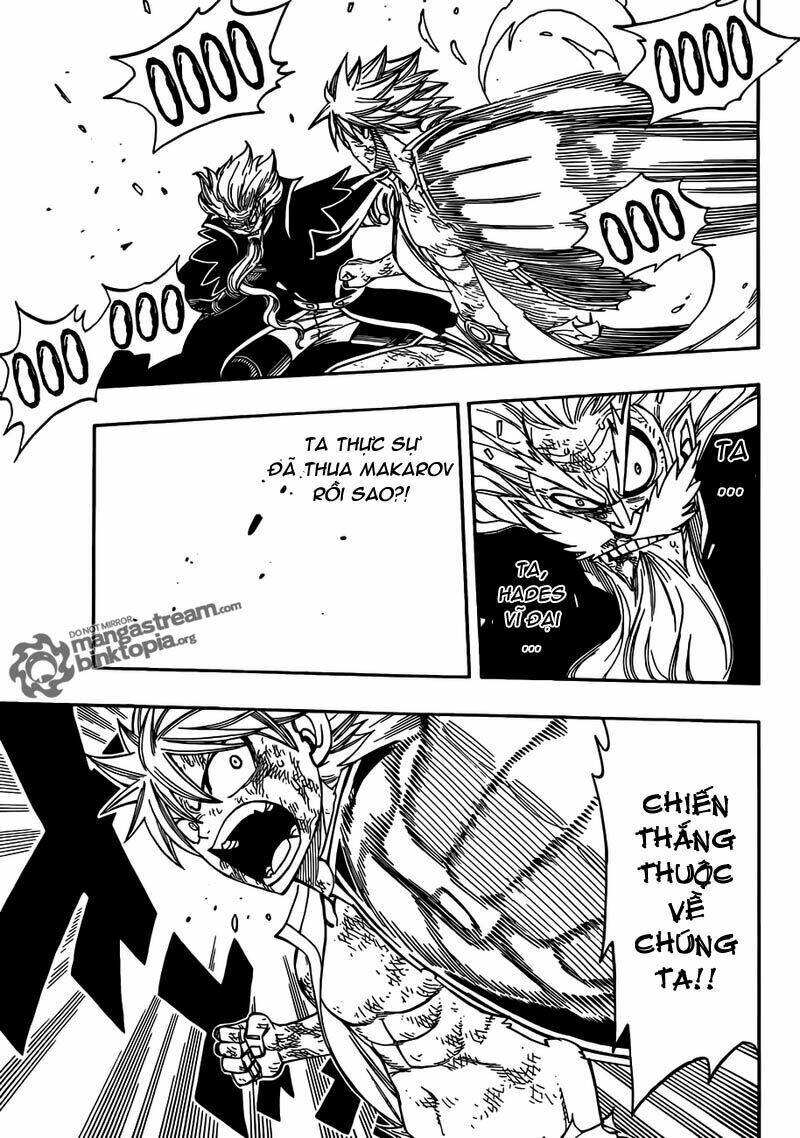 OOOO
OOOO
OOO
OOO OOO
TA
...
TA,
HADES
VĨ ĐẠI
...
TA THỰC SỰ
ĐÃ THUA MAKAROV
RỒI SAO?!
DO NOT MIRROR
mangastream.com
binktopia.org
CHIẾN
THẮNG
THUỘC
VỀ
CHÚNG
TA!!